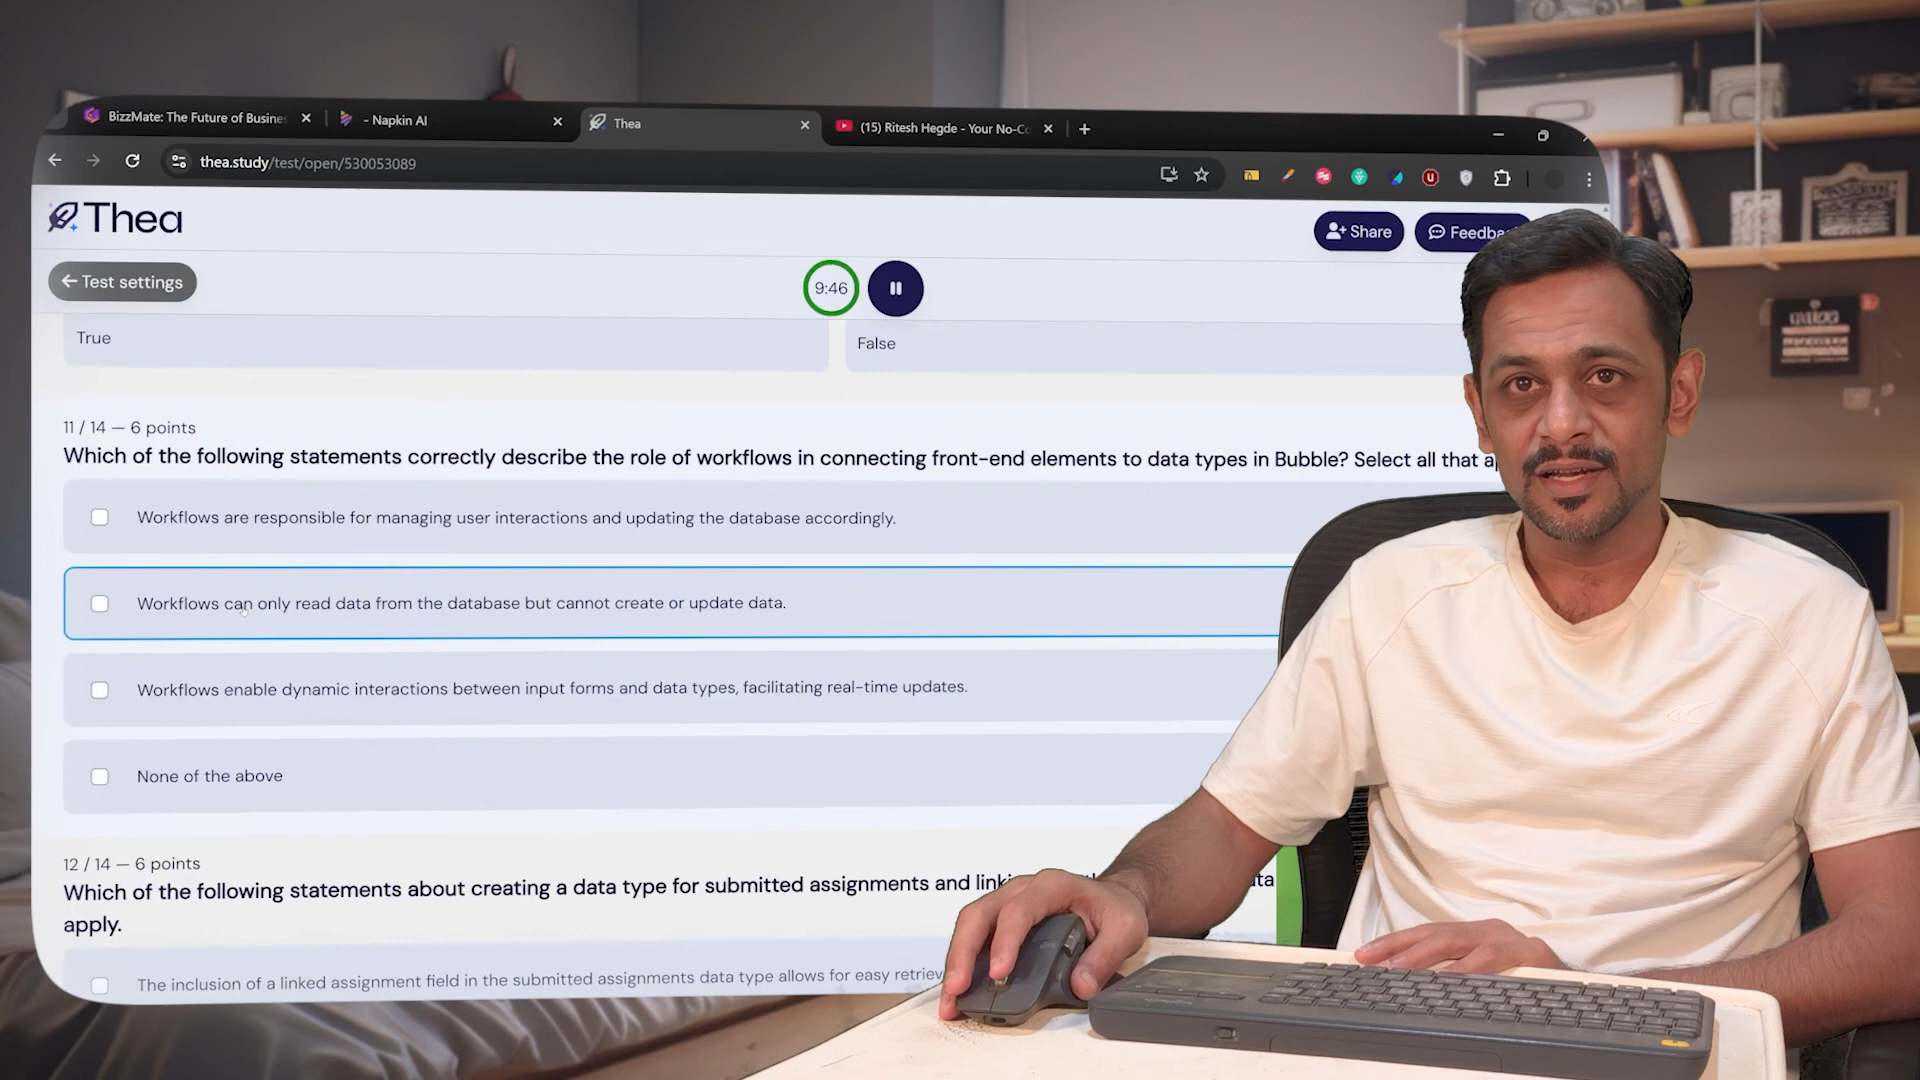 BizzMate: The Future of Busine
- Napkin AI
Thea
(15) Ritesh Hegde - Your No-Co
thea.study/test/open/530053089
Thea
Share
Feedba
← Test settings
9:46
True
False
11 / 14 — 6 points
Which of the following statements correctly describe the role of workflows in connecting front-end elements to data types in Bubble? Select all that a
Workflows are responsible for managing user interactions and updating the database accordingly.
Workflows can only read data from the database but cannot create or update data.
Workflows enable dynamic interactions between input forms and data types, facilitating real-time updates.
None of the above
12 / 14 — 6 points
Which of the following statements about creating a data type for submitted assignments and link
ta
apply.
The inclusion of a linked assignment field in the submitted assignments data type allows for easy retriev